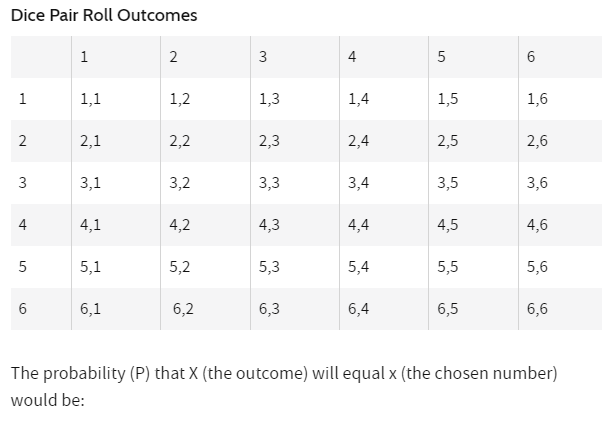 Dice Pair Roll Outcomes
1 2 3 4 5 6
1 1,1 1,2 1,3 1,4 1,5 1,6
2 2,1 2,2 2,3 2,4 2,5 2,6
3 3,1 3,2 3,3 3,4 3,5 3,6
4 4,1 4,2 4,3 4,4 4,5 4,6
5 5,1 5,2 5,3 5,4 5,5 5,6
6 6,1 6,2 6,3 6,4 6,5 6,6
The probability (P) that X (the outcome) will equal x (the chosen number)
would be: